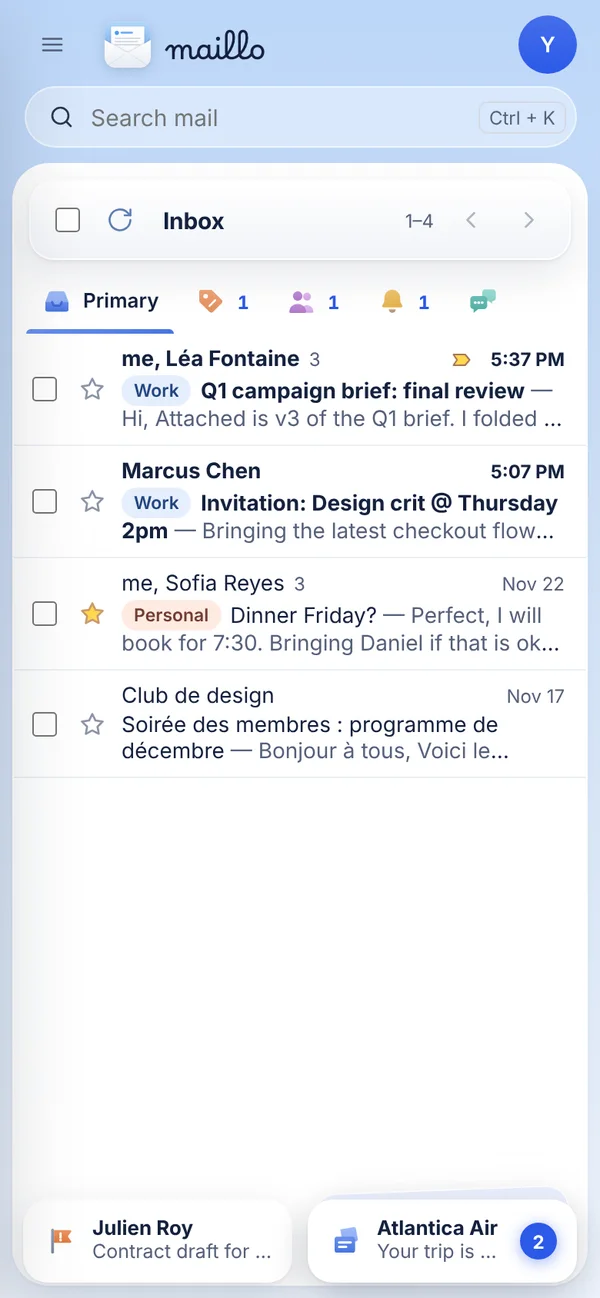 maillo
Y
Search mail
Ctrl + K
Inbox
1–4
Primary
1
1
1
me, Léa Fontaine 3
5:37 PM
Work Q1 campaign brief: final review —
Hi, Attached is v3 of the Q1 brief. I folded ...
Marcus Chen
5:07 PM
Work Invitation: Design crit @ Thursday
2pm — Bringing the latest checkout flow...
me, Sofia Reyes 3
Nov 22
Personal Dinner Friday? — Perfect, I will
book for 7:30. Bringing Daniel if that is ok...
Club de design
Nov 17
Soirée des membres : programme de
décembre — Bonjour à tous, Voici le...
Julien Roy
Contract draft for ...
Atlantica Air
Your trip is ...
2